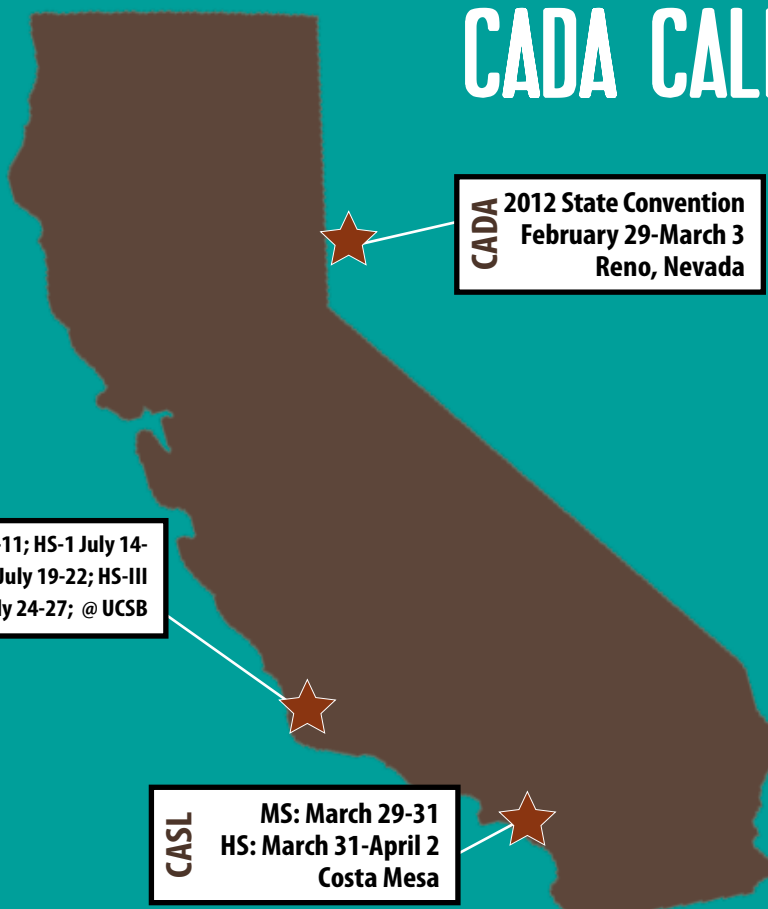 CADA
CADA
2012 State Convention
February 29-March 3
Reno, Nevada
-11; HS-1 July 14-
July 19-22; HS-III
24-27; @ UCSB
CASL
MS: March 29-31
HS: March 31-April 2
Costa Mesa